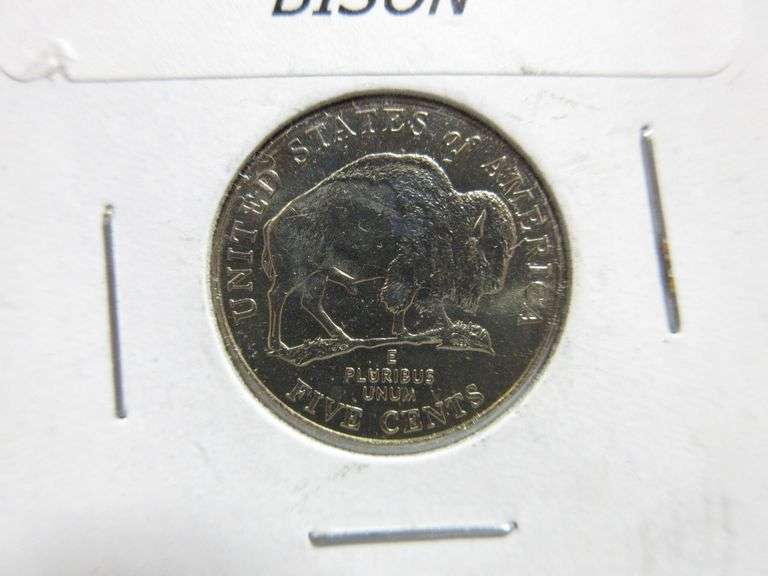 BISON
UNITED STATES of AMERICA
E
PLURIBUS
UNUM
FIVE CENTS